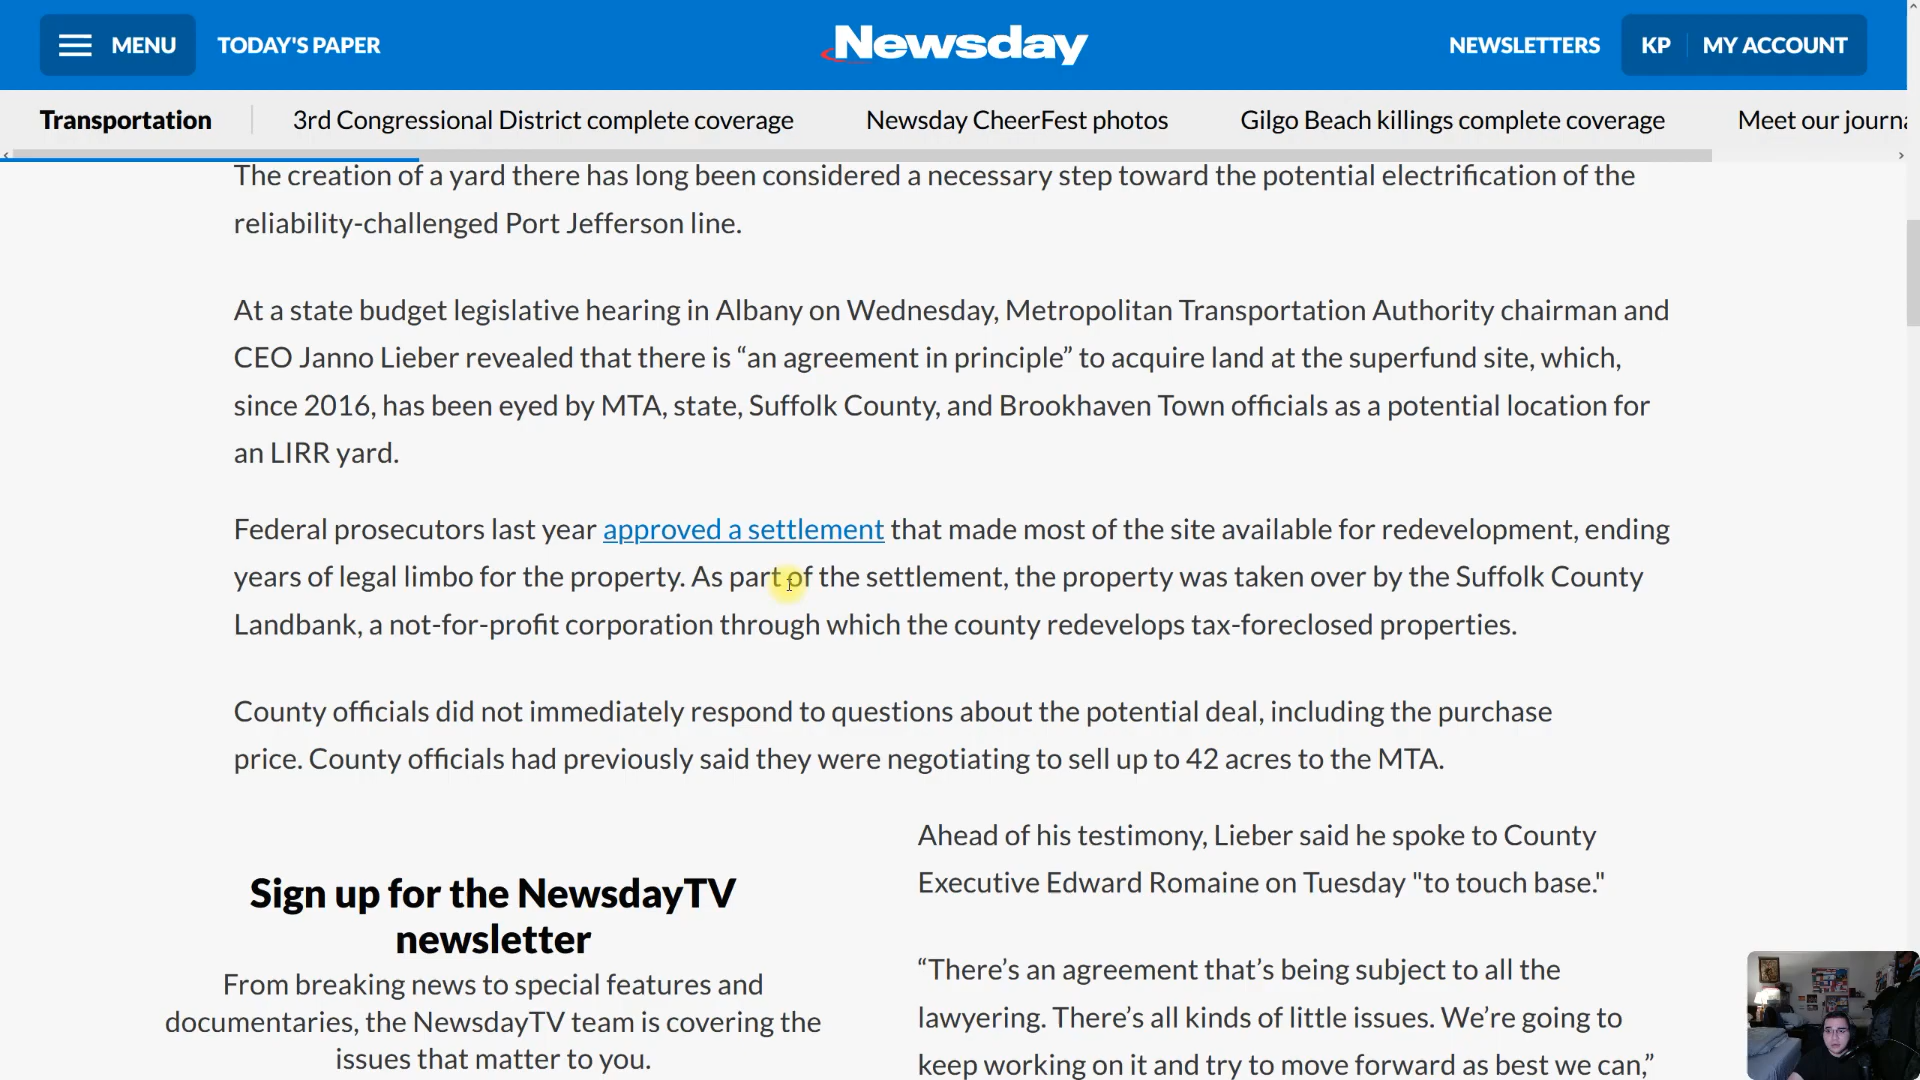 MENU
TODAY'S PAPER
Newsday
NEWSLETTERS
KP
MY ACCOUNT
Transportation
3rd Congressional District complete coverage
Newsday CheerFest photos
Gilgo Beach killings complete coverage
Meet our journa
The creation of a yard there has long been considered a necessary step toward the potential electrification of the
reliability-challenged Port Jefferson line.
At a state budget legislative hearing in Albany on Wednesday, Metropolitan Transportation Authority chairman and
CEO Janno Lieber revealed that there is “an agreement in principle” to acquire land at the superfund site, which,
since 2016, has been eyed by MTA, state, Suffolk County, and Brookhaven Town officials as a potential location for
an LIRR yard.
Federal prosecutors last year approved a settlement that made most of the site available for redevelopment, ending
years of legal limbo for the property. As part of the settlement, the property was taken over by the Suffolk County
Landbank, a not-for-profit corporation through which the county redevelops tax-foreclosed properties.
County officials did not immediately respond to questions about the potential deal, including the purchase
price. County officials had previously said they were negotiating to sell up to 42 acres to the MTA.
Sign up for the NewsdayTV
newsletter
From breaking news to special features and
documentaries, the NewsdayTV team is covering the
issues that matter to you.
Ahead of his testimony, Lieber said he spoke to County
Executive Edward Romaine on Tuesday "to touch base."
“There’s an agreement that’s being subject to all the
lawyering. There’s all kinds of little issues. We’re going to
keep working on it and try to move forward as best we can,”